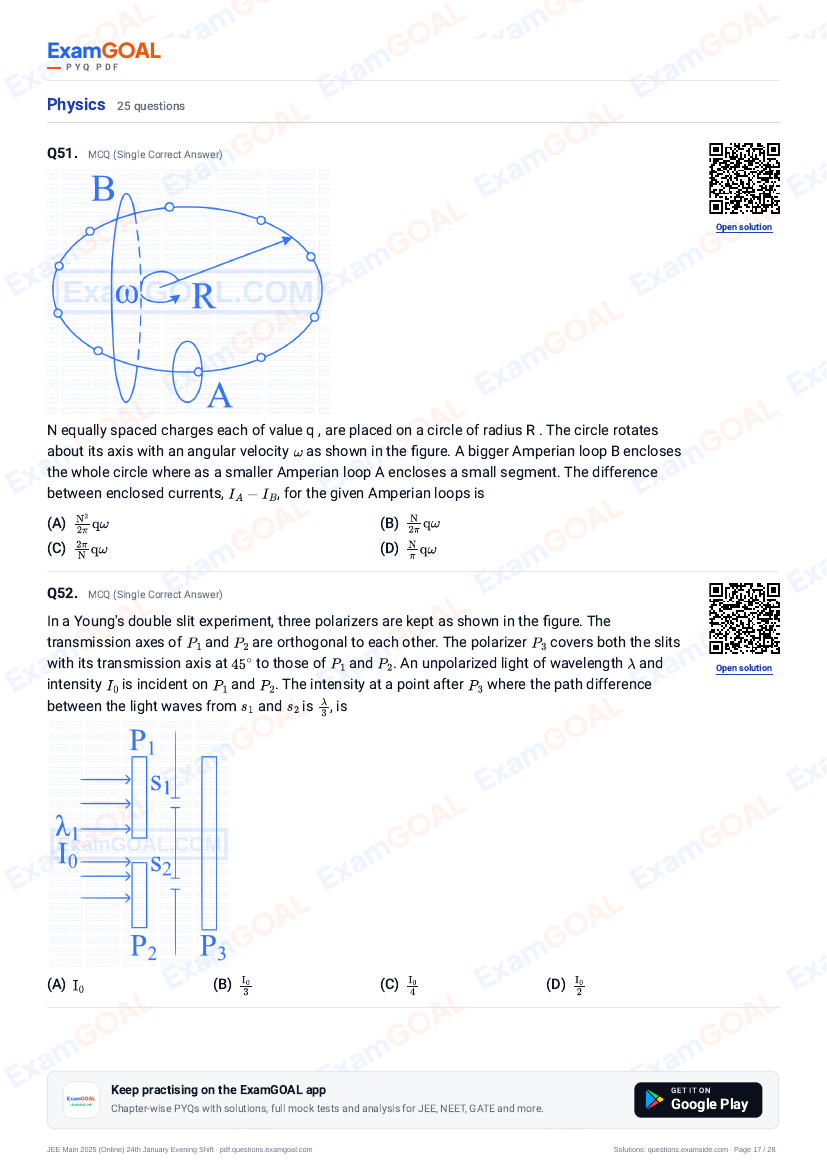 ExamGOAL
PYQ PDF
Physics 25 questions
Q51. MCQ (Single Correct Answer)
Open solution
B
ω
R
A
ExamGOAL.COM
N equally spaced charges each of value q , are placed on a circle of radius R . The circle rotates
about its axis with an angular velocity ω as shown in the figure. A bigger Amperian loop B encloses
the whole circle where as a smaller Amperian loop A encloses a small segment. The difference
between enclosed currents, I_A − I_B, for the given Amperian loops is
(A) N²/2π qω (B) N/2π qω
(C) 2π/N qω (D) N/π qω
Q52. MCQ (Single Correct Answer)
Open solution
In a Young's double slit experiment, three polarizers are kept as shown in the figure. The
transmission axes of P₁ and P₂ are orthogonal to each other. The polarizer P₃ covers both the slits
with its transmission axis at 45° to those of P₁ and P₂. An unpolarized light of wavelength λ and
intensity I₀ is incident on P₁ and P₂. The intensity at a point after P₃ where the path difference
between the light waves from s₁ and s₂ is λ/3, is
P₁
s₁
λ₁
I₀
s₂
P₂ P₃
ExamGOAL.COM
(A) I₀ (B) I₀/3 (C) I₀/4 (D) I₀/2
ExamGOAL
Keep practising on the ExamGOAL app
Chapter-wise PYQs with solutions, full mock tests and analysis for JEE, NEET, GATE and more.
GET IT ON
Google Play
JEE Main 2025 (Online) 24th January Evening Shift · pdf.questions.examgoal.com Solutions: questions.examside.com · Page 17 / 28